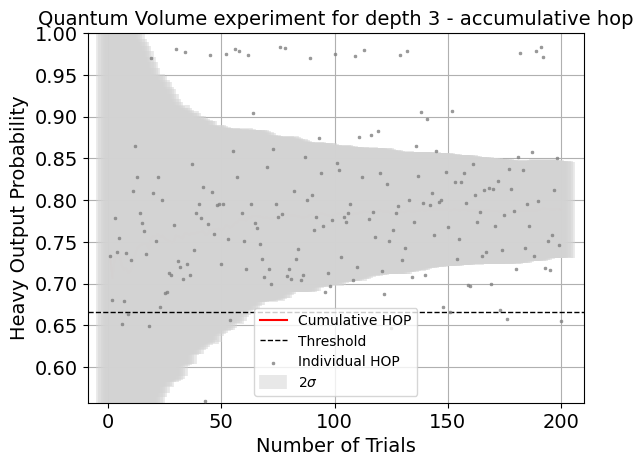 Quantum Volume experiment for depth 3 - accumulative hop
Heavy Output Probability
1.00
0.95
0.90
0.85
0.80
0.75
0.70
0.65
0.60
Cumulative HOP
Threshold
Individual HOP
2σ
0 50 100 150 200
Number of Trials